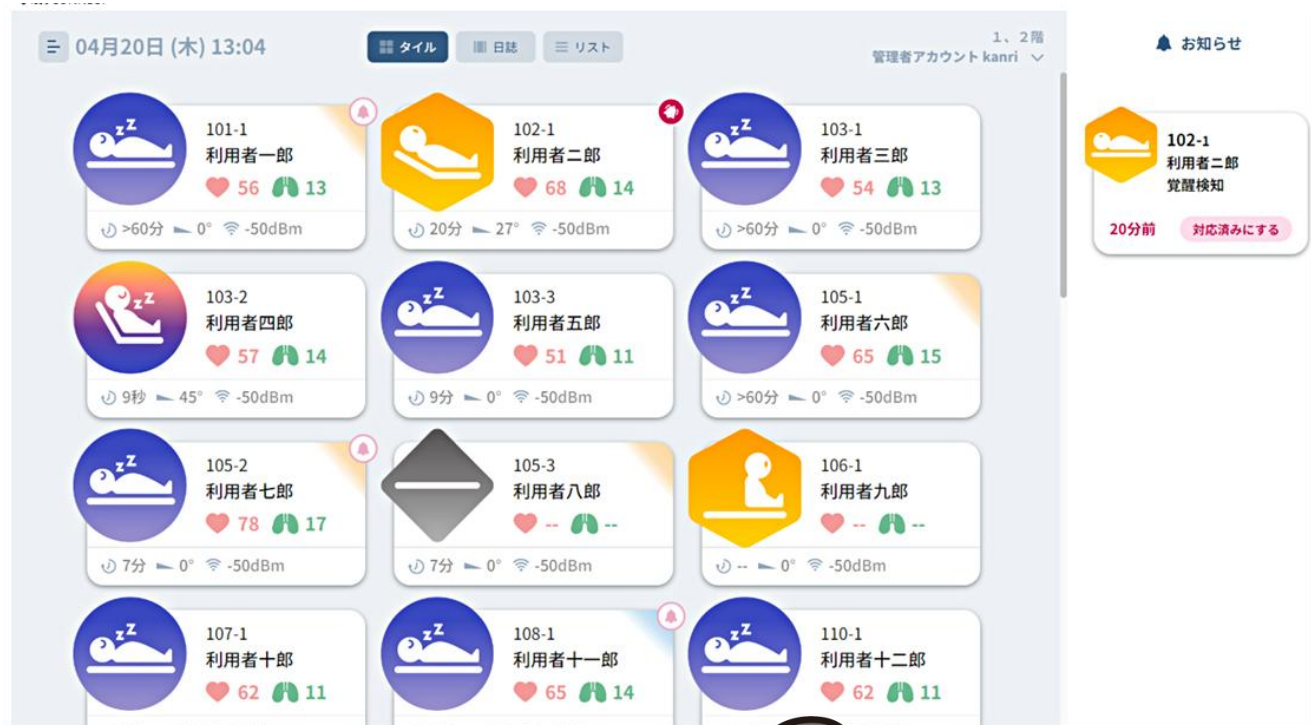 04月20日 (木) 13:04
タイル
日誌
リスト
1、2階
管理者アカウント kanri
お知らせ
101-1
利用者一郎
56 13
>60分 0° -50dBm
102-1
利用者二郎
68 14
20分 27° -50dBm
103-1
利用者三郎
54 13
>60分 0° -50dBm
102-1
利用者二郎
覚醒検知
20分前 対応済みにする
103-2
利用者四郎
57 14
9秒 45° -50dBm
103-3
利用者五郎
51 11
9分 0° -50dBm
105-1
利用者六郎
65 15
>60分 0° -50dBm
105-2
利用者七郎
78 17
7分 0° -50dBm
105-3
利用者八郎
-- --
7分 0° -50dBm
106-1
利用者九郎
-- --
-- 0° -50dBm
107-1
利用者十郎
62 11
108-1
利用者十一郎
65 14
110-1
利用者十二郎
62 11